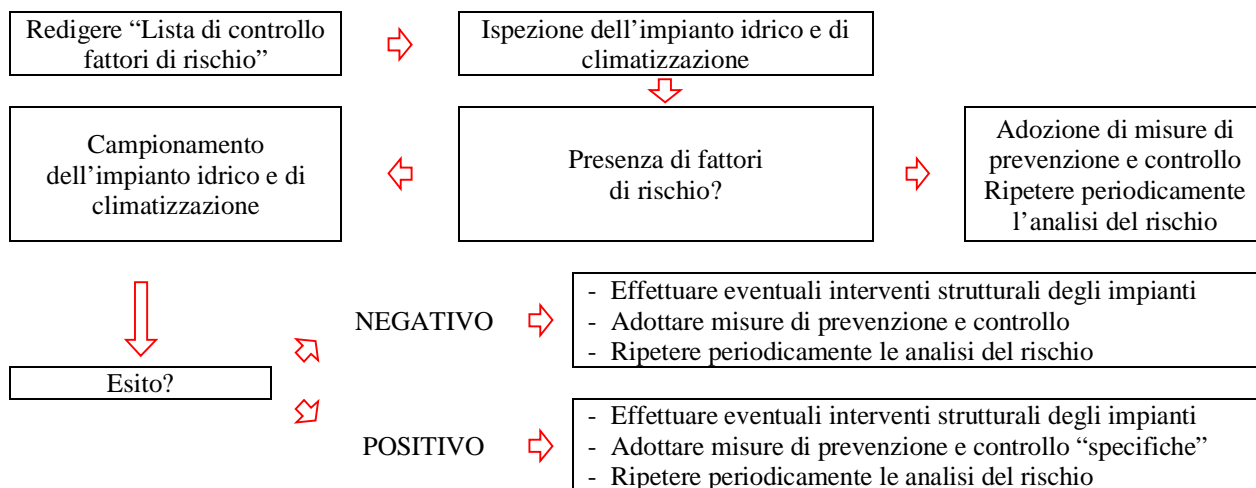 Redigere “Lista di controllo
fattori di rischio”
Ispezione dell’impianto idrico e di
climatizzazione
Campionamento
dell’impianto idrico e di
climatizzazione
Presenza di fattori
di rischio?
Adozione di misure di
prevenzione e controllo
Ripetere periodicamente
l’analisi del rischio
NEGATIVO
- Effettuare eventuali interventi strutturali degli impianti
- Adottare misure di prevenzione e controllo
- Ripetere periodicamente le analisi del rischio
Esito?
POSITIVO
- Effettuare eventuali interventi strutturali degli impianti
- Adottare misure di prevenzione e controllo “specifiche”
- Ripetere periodicamente le analisi del rischio